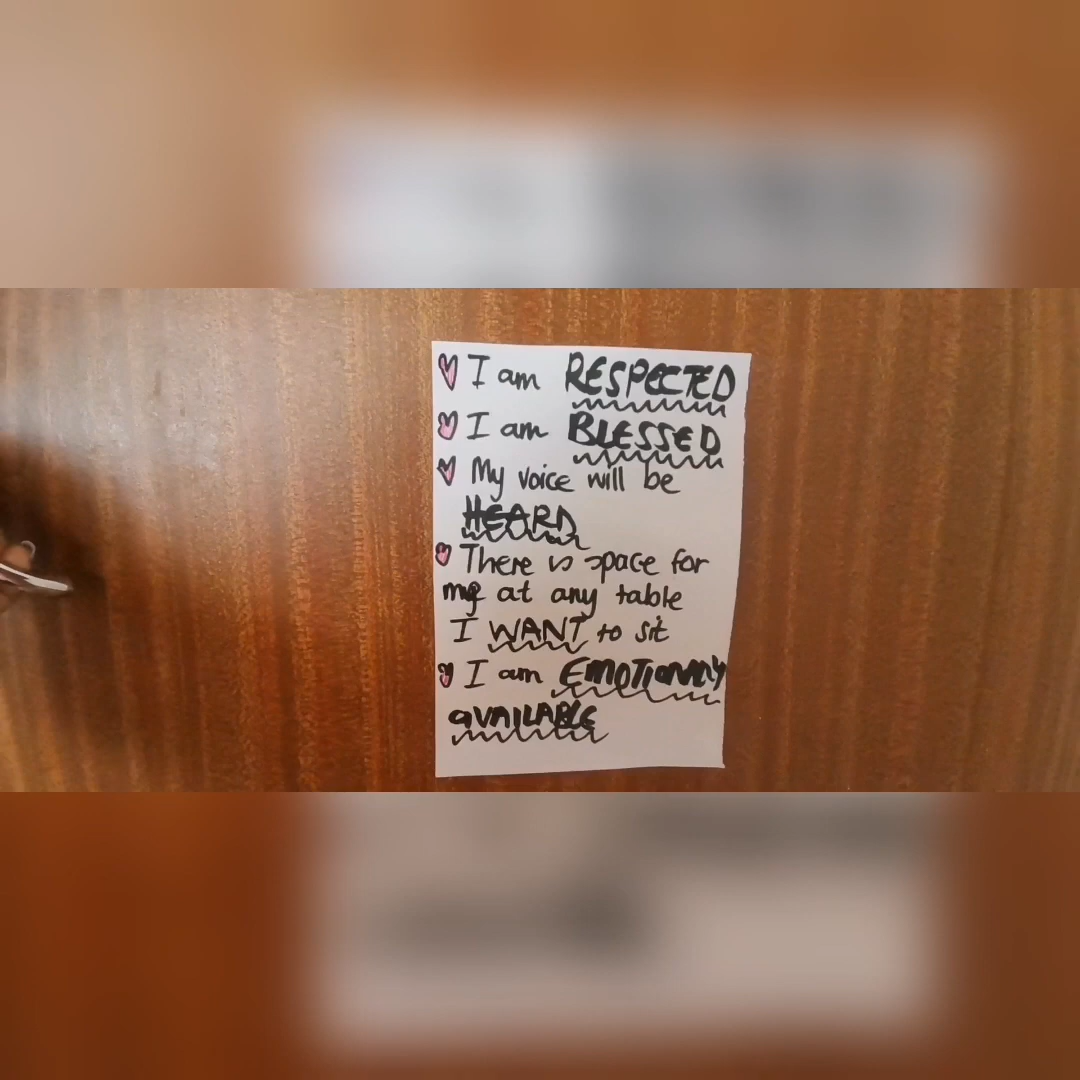 I am RESPECTED
I am BLESSED
My voice will be
HEARD
There is space for
me at any table
I WANT to sit
I am EMOTIONALLY
AVAILABLE